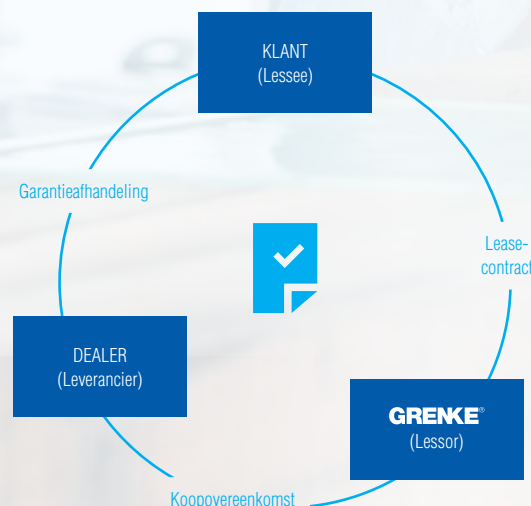 KLANT
(Lessee)
Garantieafhandeling
Lease-
contract
DEALER
(Leverancier)
GRENKE®
(Lessor)
Koopovereenkomst